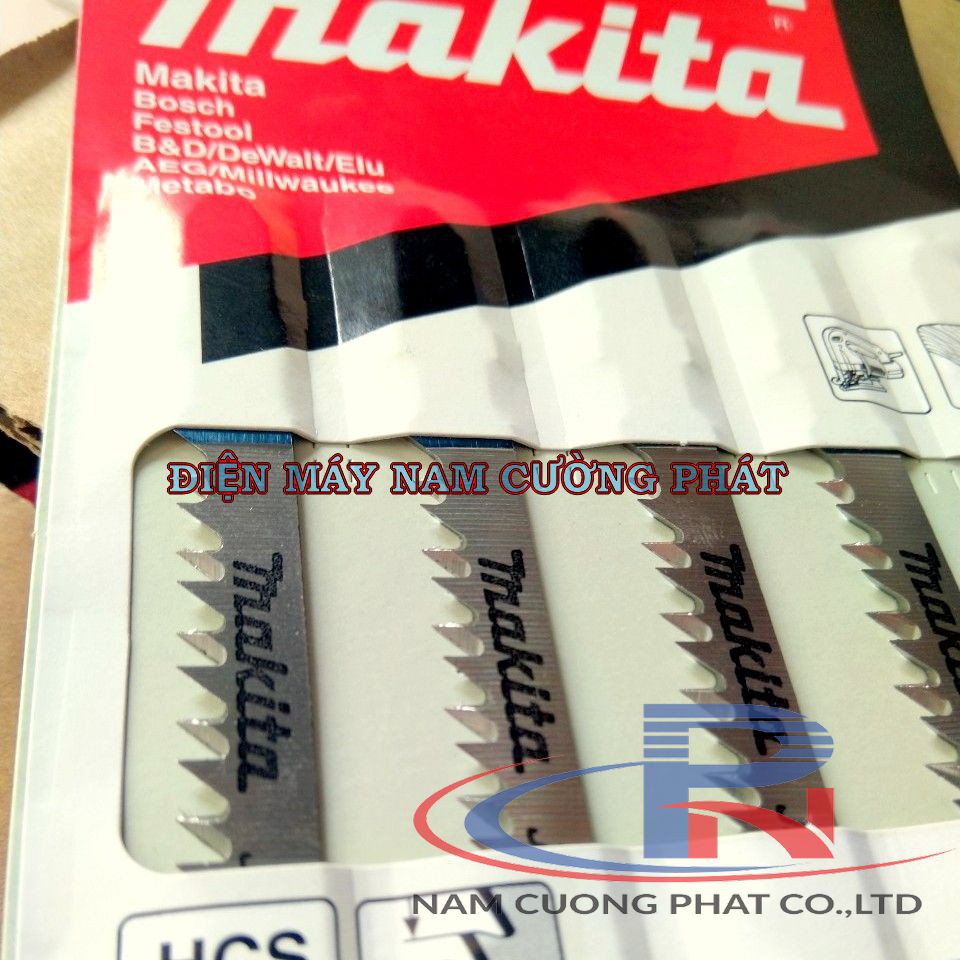 makita
®
Makita
Bosch
Festool
B&D/DeWalt/Elu
AEG/Millwaukee
Metabo
ĐIỆN MÁY NAM CƯỜNG PHÁT
makita
makita
makita
makita
NAM CUONG PHAT CO.,LTD
HCS